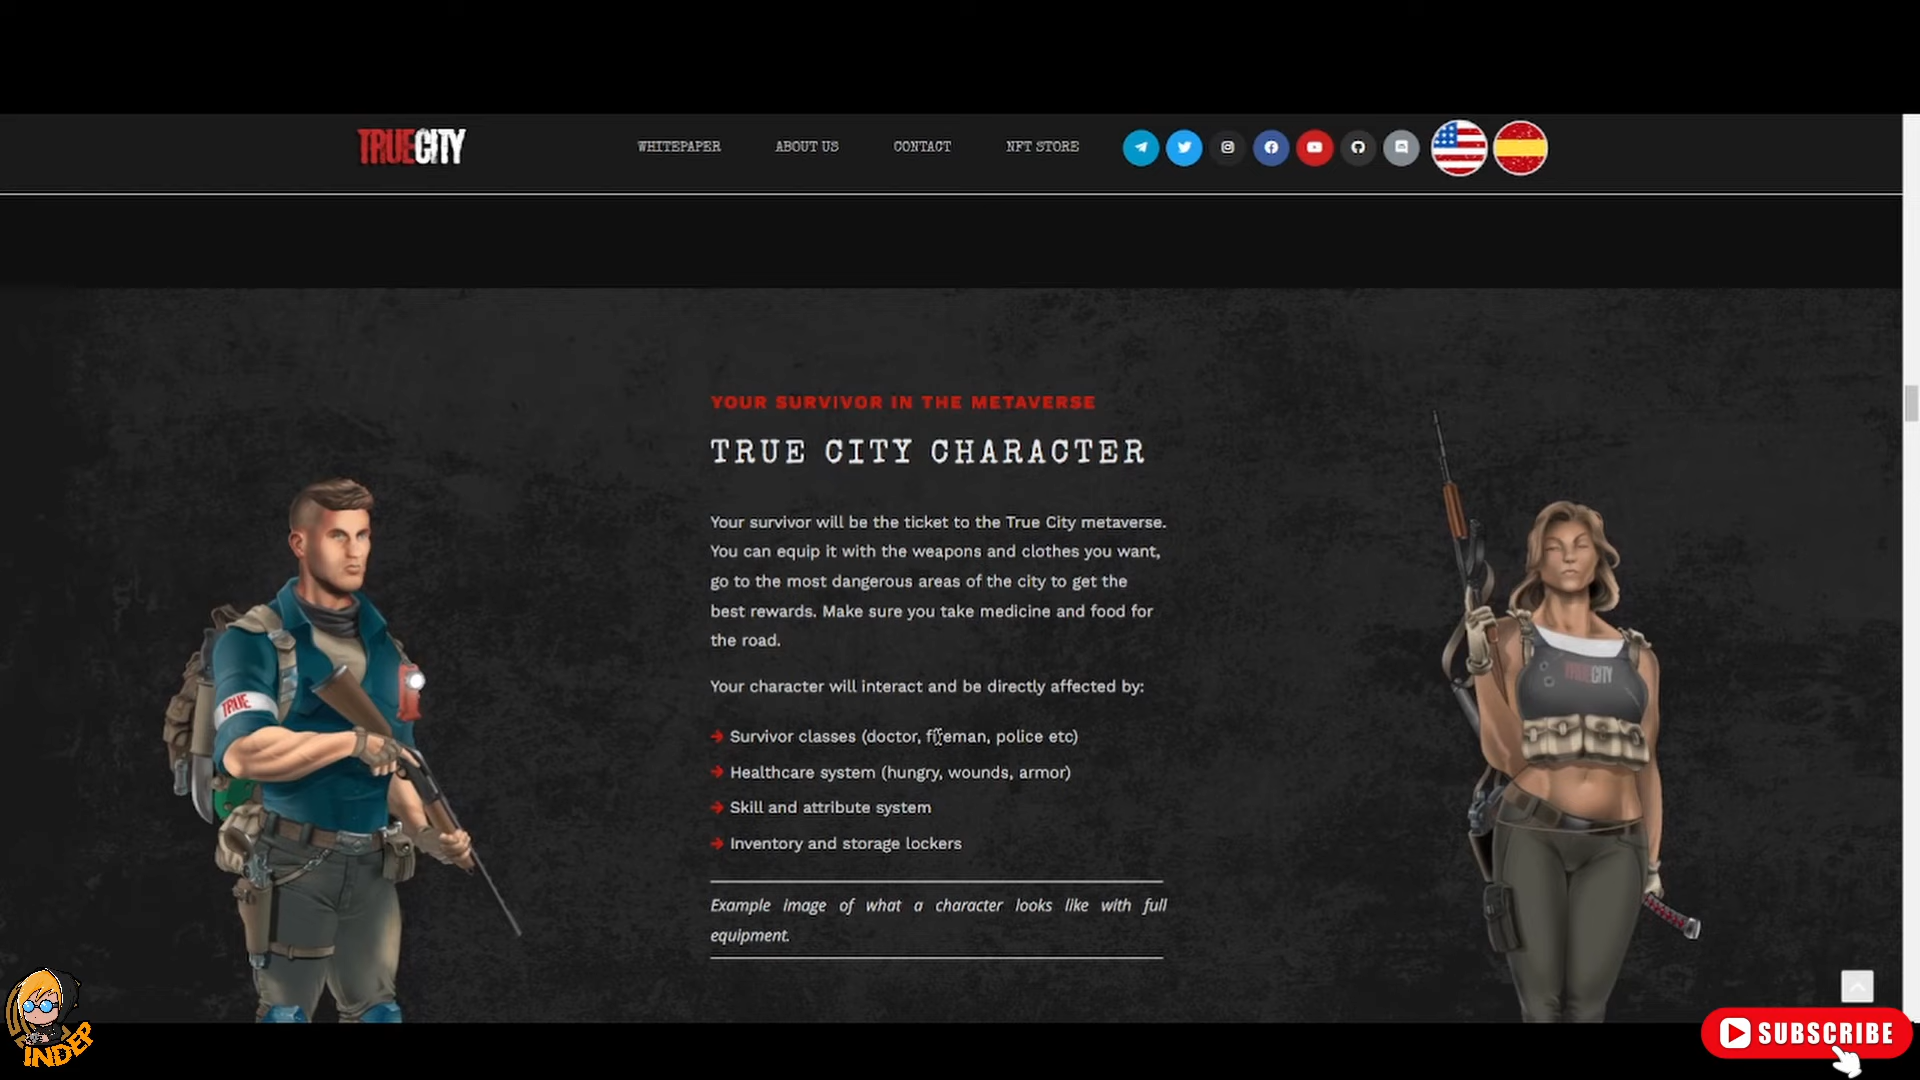 TRUECITY
WHITEPAPER
ABOUT US
CONTACT
NFT STORE
YOUR SURVIVOR IN THE METAVERSE
TRUE CITY CHARACTER
Your survivor will be the ticket to the True City metaverse.
You can equip it with the weapons and clothes you want,
go to the most dangerous areas of the city to get the
best rewards. Make sure you take medicine and food for
the road.
Your character will interact and be directly affected by:
Survivor classes (doctor, fireman, police etc)
Healthcare system (hungry, wounds, armor)
Skill and attribute system
Inventory and storage lockers
Example image of what a character looks like with full
equipment.
TRUE
TRUECITY
INDEP
SUBSCRIBE